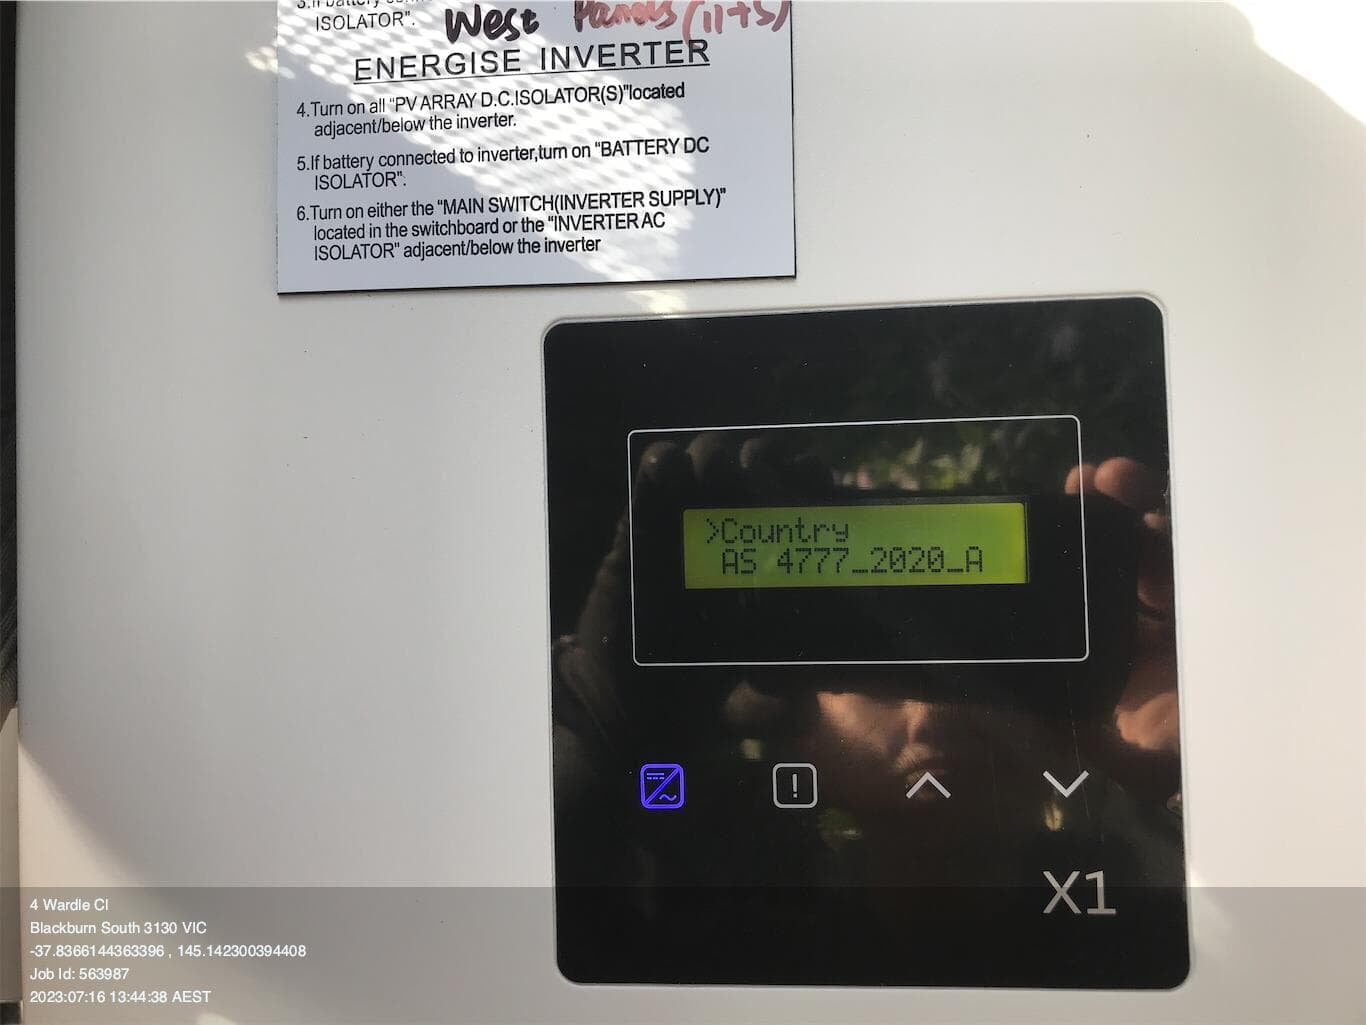 3.If battery
ISOLATOR".
West Panels (11+5)
ENERGISE INVERTER
4.Turn on all "PV ARRAY D.C.ISOLATOR(S)"located
adjacent/below the inverter.
5.If battery connected to inverter,turn on "BATTERY DC
ISOLATOR".
6.Turn on either the "MAIN SWITCH(INVERTER SUPPLY)"
located in the switchboard or the "INVERTER AC
ISOLATOR" adjacent/below the inverter
>Country
AS 4777_2020_A
X1
4 Wardle Cl
Blackburn South 3130 VIC
-37.8366144363396 , 145.142300394408
Job Id: 563987
2023:07:16 13:44:38 AEST